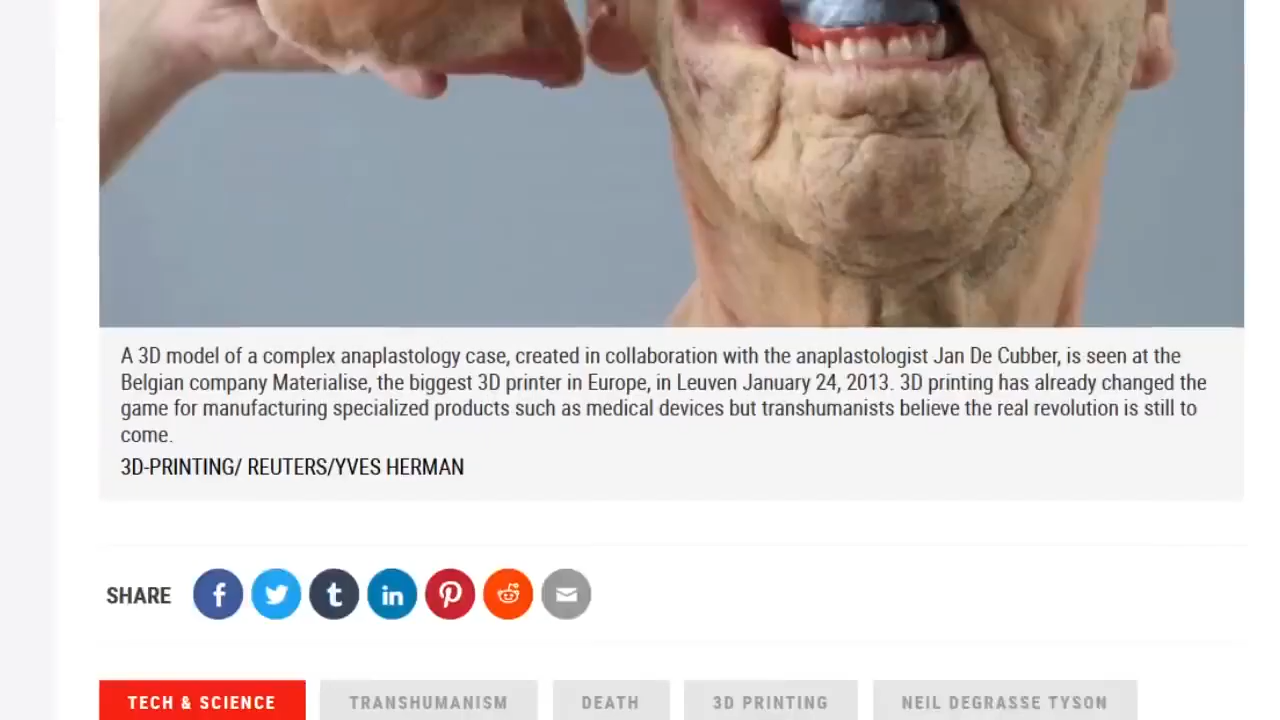 A 3D model of a complex anaplastology case, created in collaboration with the anaplastologist Jan De Cubber, is seen at the
Belgian company Materialise, the biggest 3D printer in Europe, in Leuven January 24, 2013. 3D printing has already changed the
game for manufacturing specialized products such as medical devices but transhumanists believe the real revolution is still to
come.
3D-PRINTING/ REUTERS/YVES HERMAN
SHARE
TECH & SCIENCE TRANSHUMANISM DEATH 3D PRINTING NEIL DEGRASSE TYSON